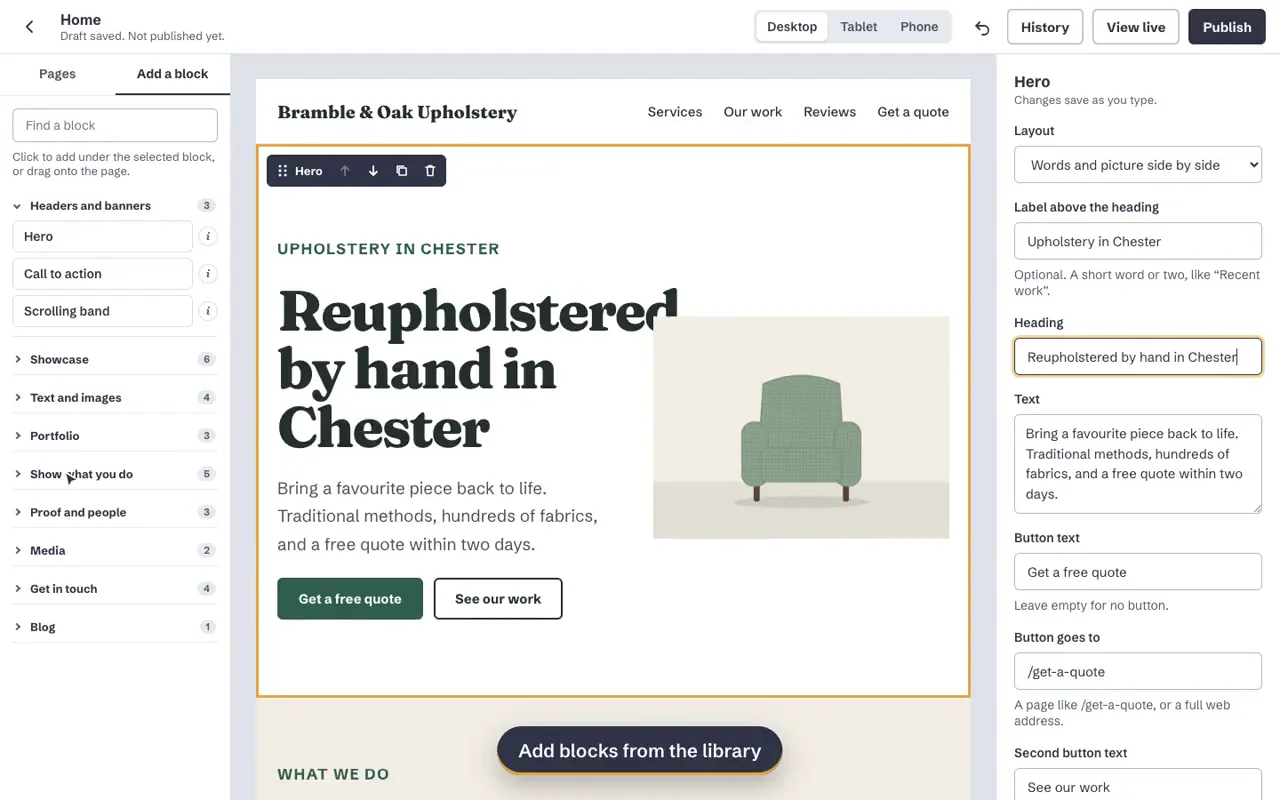 Home
Draft saved. Not published yet.
Desktop
Tablet
Phone
History
View live
Publish
Pages
Add a block
Find a block
Click to add under the selected block,
or drag onto the page.
Headers and banners
3
Hero
i
Call to action
i
Scrolling band
i
Showcase
6
Text and images
4
Portfolio
3
Show what you do
5
Proof and people
3
Media
2
Get in touch
4
Blog
1
Bramble & Oak Upholstery
Services
Our work
Reviews
Get a quote
Hero
UPHOLSTERY IN CHESTER
Reupholstered
by hand in
Chester
Bring a favourite piece back to life.
Traditional methods, hundreds of fabrics,
and a free quote within two days.
Get a free quote
See our work
Add blocks from the library
WHAT WE DO
Hero
Changes save as you type.
Layout
Words and picture side by side
Label above the heading
Upholstery in Chester
Optional. A short word or two, like “Recent
work”.
Heading
Reupholstered by hand in Chester
Text
Bring a favourite piece back to life.
Traditional methods, hundreds of
fabrics, and a free quote within two
days.
Button text
Get a free quote
Leave empty for no button.
Button goes to
/get-a-quote
A page like /get-a-quote, or a full web
address.
Second button text
See our work